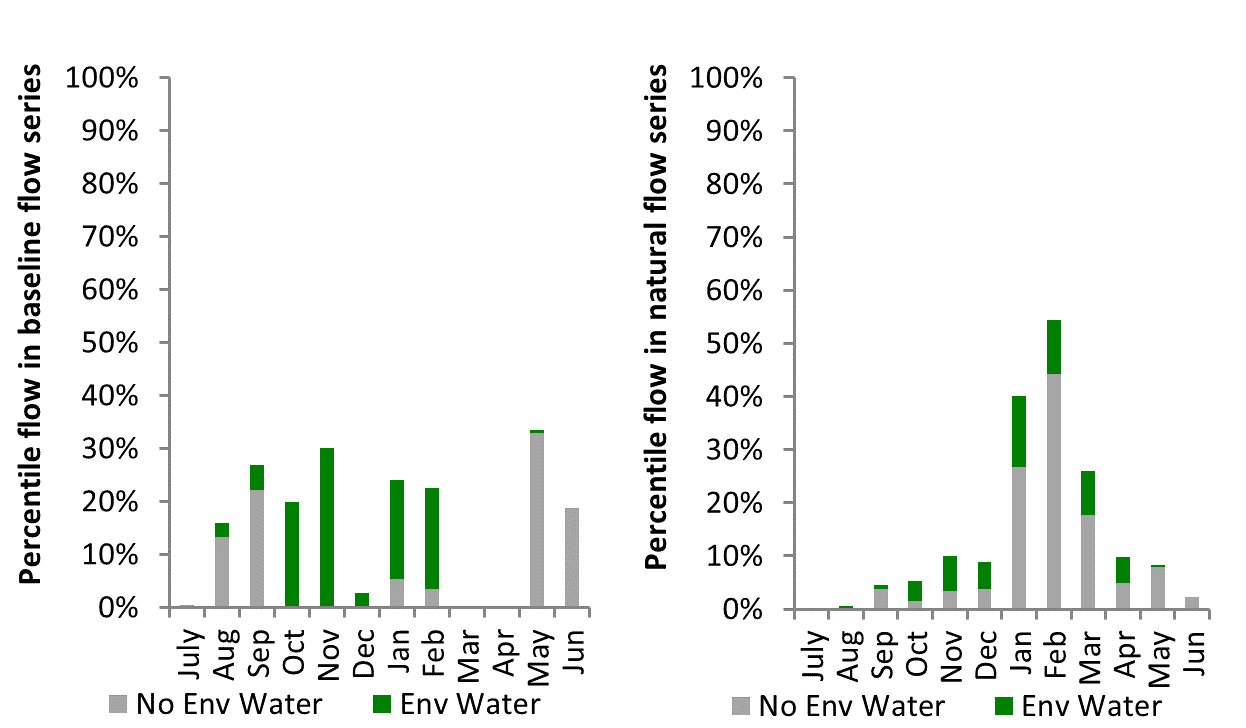 Percentile flow in baseline flow series
100%
90%
80%
70%
60%
50%
40%
30%
20%
10%
0%
July
Aug
Sep
Oct
Nov
Dec
Jan
Feb
Mar
Apr
May
Jun
No Env Water
Env Water
Percentile flow in natural flow series
100%
90%
80%
70%
60%
50%
40%
30%
20%
10%
0%
July
Aug
Sep
Oct
Nov
Dec
Jan
Feb
Mar
Apr
May
Jun
No Env Water
Env Water